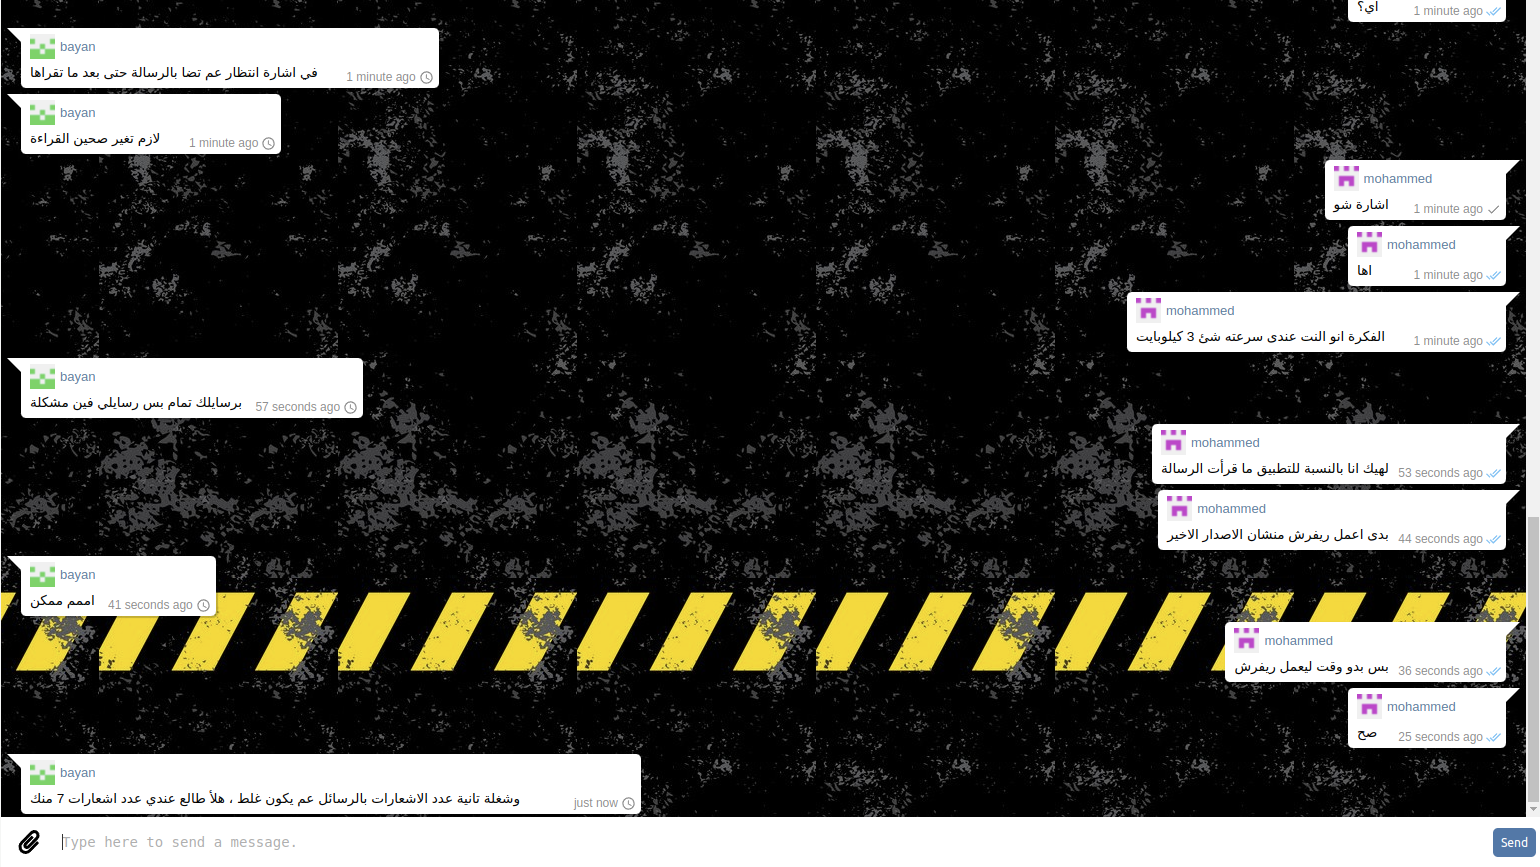 اي؟
1 minute ago
bayan
في اشارة انتظار عم تضا بالرسالة حتى بعد ما تقراها
1 minute ago
bayan
لازم تغير صحين القراءة
1 minute ago
mohammed
اشارة شو
1 minute ago
mohammed
اها
1 minute ago
mohammed
الفكرة انو النت عندى سرعته شئ 3 كيلوبايت
1 minute ago
bayan
برسايلك تمام بس رسايلي فين مشكلة
57 seconds ago
mohammed
لهيك انا بالنسبة للتطبيق ما قرأت الرسالة
53 seconds ago
mohammed
بدى اعمل ريفرش منشان الاصدار الاخير
44 seconds ago
bayan
اممم ممكن
41 seconds ago
mohammed
بس بدو وقت ليعمل ريفرش
36 seconds ago
mohammed
صح
25 seconds ago
bayan
وشغلة تانية عدد الاشعارات بالرسائل عم يكون غلط ، هلأ طالع عندي عدد اشعارات 7 منك
just now
Type here to send a message.
Send